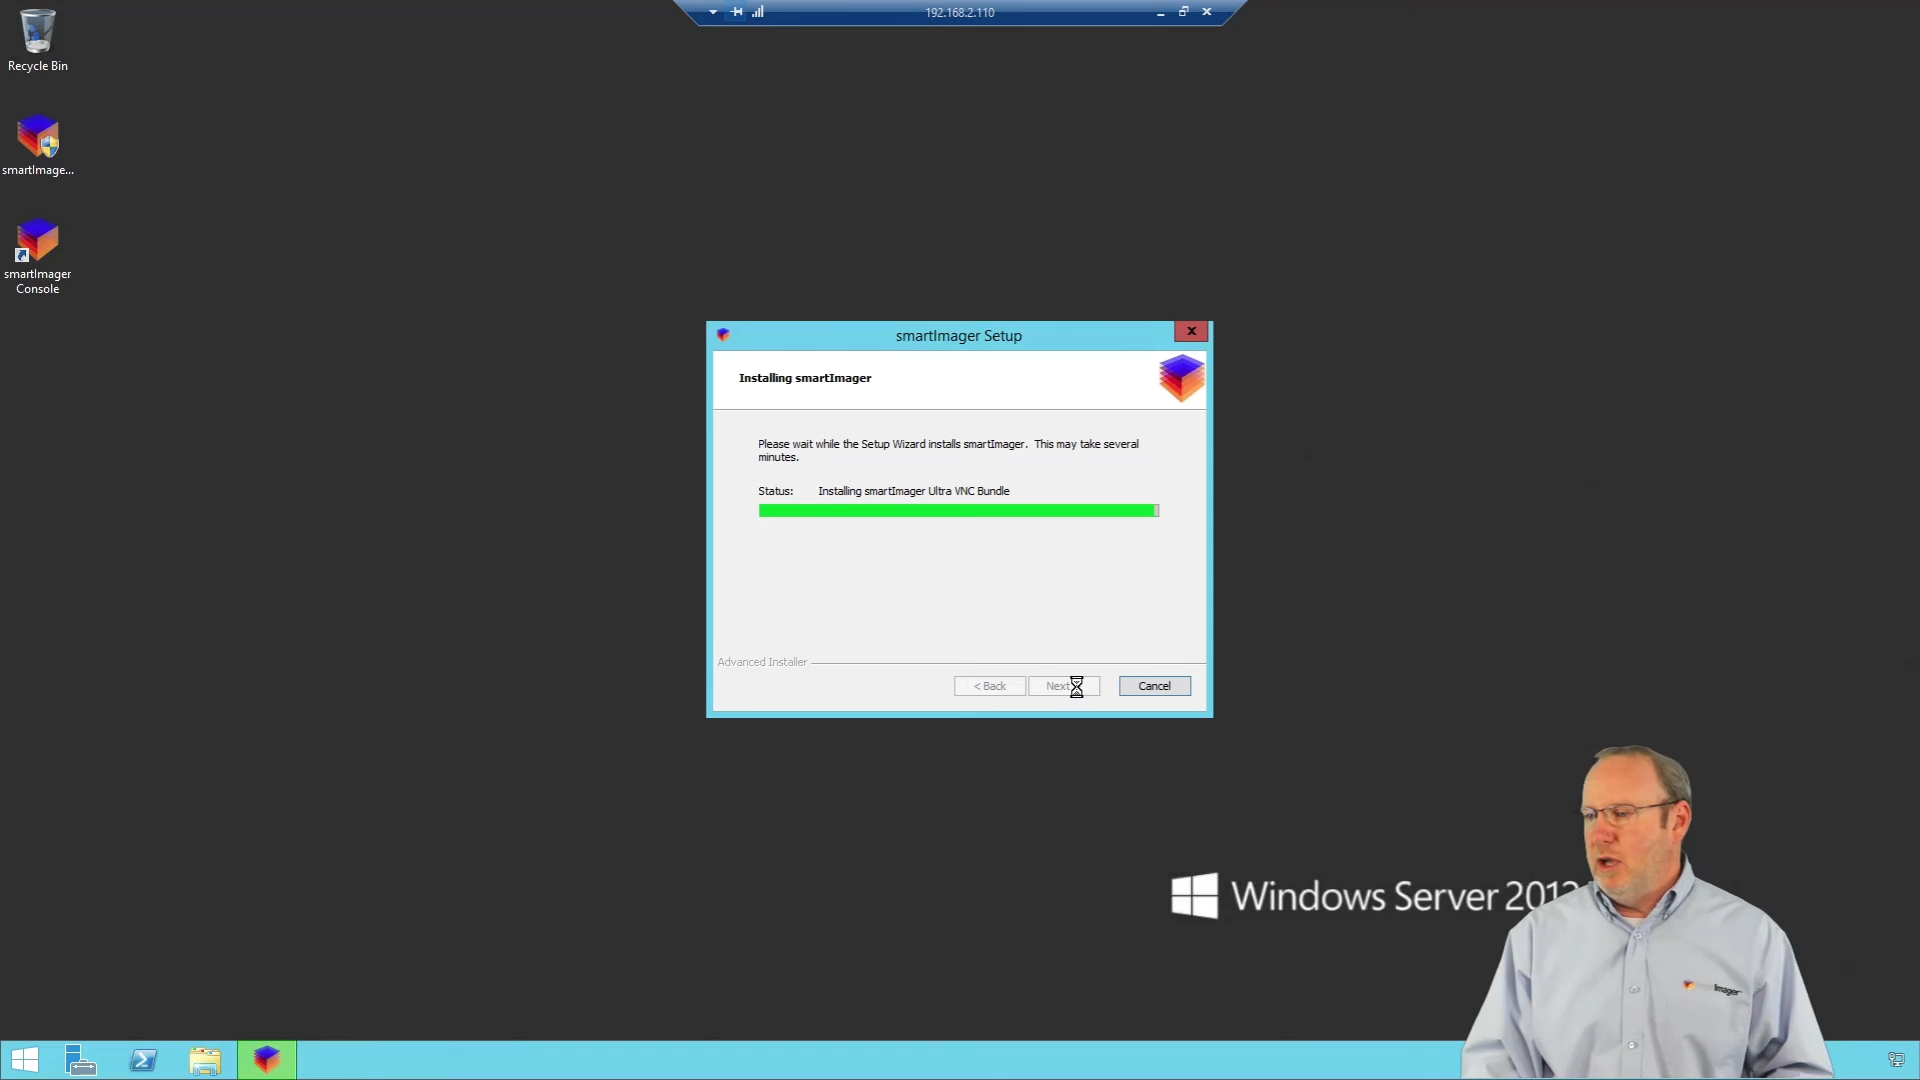 192.168.2.110
Recycle Bin
smartImage...
smartImager
Console
smartImager Setup
Installing smartImager
Please wait while the Setup Wizard installs smartImager. This may take several
minutes.
Status: Installing smartImager Ultra VNC Bundle
Advanced Installer
< Back
Next
Cancel
Windows Server 2012
Imager